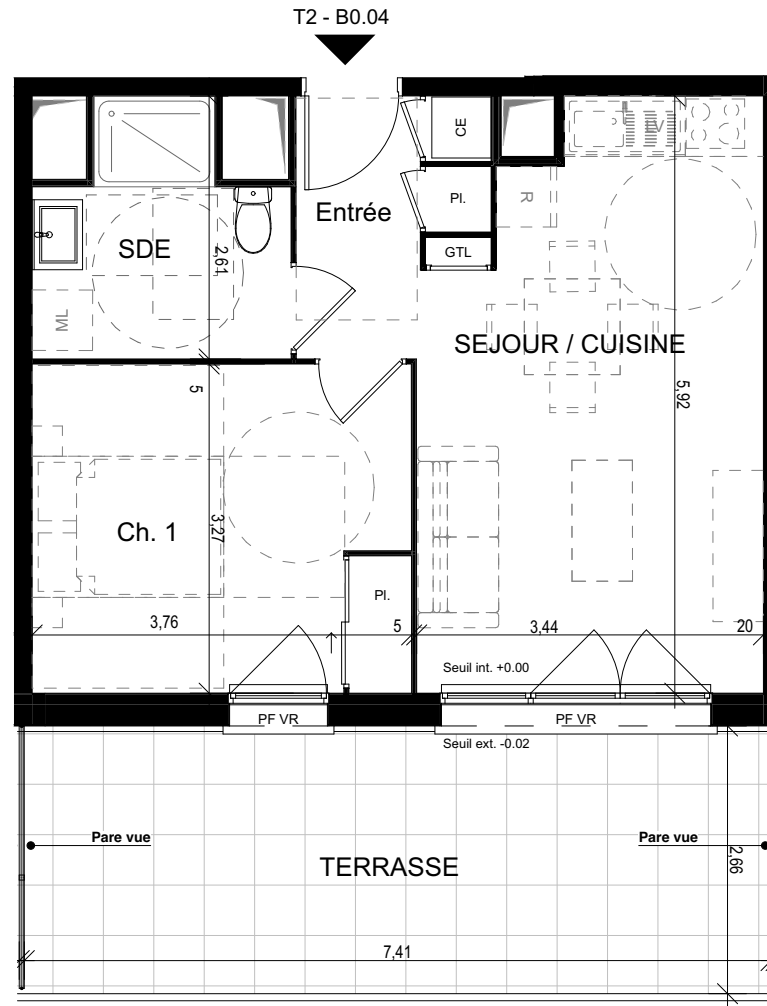 T2 - B0.04
CE
LV
Pl.
R
Entrée
SDE
2,61
GTL
ML
SEJOUR / CUISINE
5,92
5
Ch. 1
3,27
Pl.
3,76
5
3,44
20
Seuil int. +0.00
PF VR
PF VR
Seuil ext. -0.02
Pare vue
Pare vue
TERRASSE
2,66
7,41